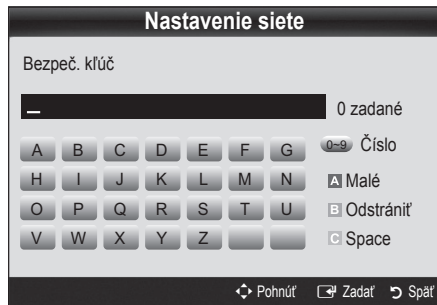 Nastavenie siete
Bezpeč. kľúč
_ 0 zadané
A B C D E F G 0~9 Číslo
H I J K L M N A Malé
O P Q R S T U B Odstrániť
V W X Y Z C Space
Pohnúť Zadať Späť